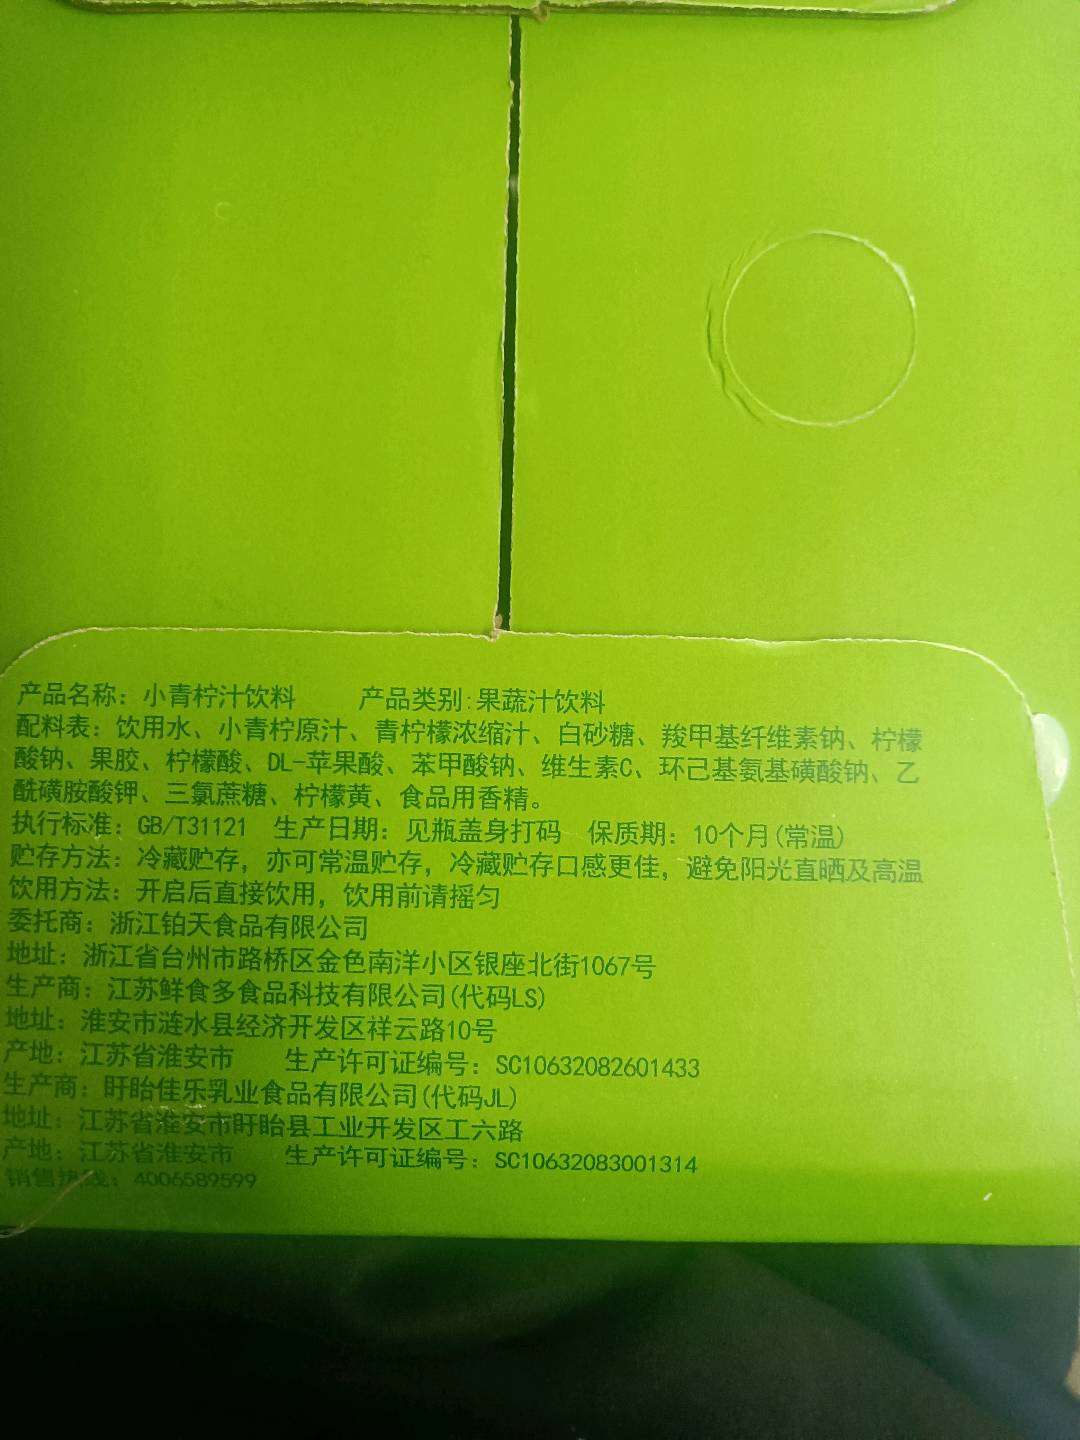 产品名称：小青柠汁饮料 产品类别:果蔬汁饮料
配料表：饮用水、小青柠原汁、青柠檬浓缩汁、白砂糖、羧甲基纤维素钠、柠檬
酸钠、果胶、柠檬酸、DL-苹果酸、苯甲酸钠、维生素C、环己基氨基磺酸钠、乙
酰磺胺酸钾、三氯蔗糖、柠檬黄、食品用香精。
执行标准：GB/T31121 生产日期：见瓶盖身打码 保质期：10个月(常温)
贮存方法：冷藏贮存，亦可常温贮存，冷藏贮存口感更佳，避免阳光直晒及高温
饮用方法：开启后直接饮用，饮用前请摇匀
委托商：浙江铂天食品有限公司
地址：浙江省台州市路桥区金色南洋小区银座北街1067号
生产商：江苏鲜食多食品科技有限公司(代码LS)
地址：淮安市涟水县经济开发区祥云路10号
产地：江苏省淮安市 生产许可证编号：SC10632082601433
生产商：盱眙佳乐乳业食品有限公司(代码JL)
地址：江苏省淮安市盱眙县工业开发区工六路
产地：江苏省淮安市 生产许可证编号：SC10632083001314
销售热线：4006589599